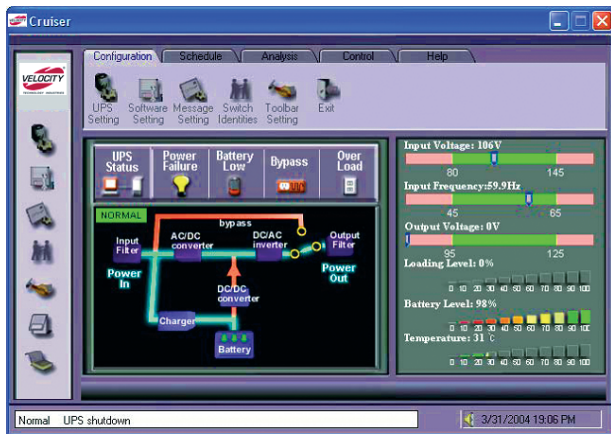 Cruiser
Configuration Schedule Analysis Control Help
VELOCITY
UPS Setting
Software Setting
Message Setting
Switch Identities
Toolbar Setting
Exit
UPS Status
Power Failure
Battery Low
Bypass
Over Load
NORMAL
bypass
Input Filter
AC/DC converter
DC/AC inverter
Output Filter
Power In
Power Out
DC/DC converter
Charger
Battery
Input Voltage: 106V
80 145
Input Frequency:59.9Hz
45 65
Output Voltage: 0V
95 125
Loading Level: 0%
0 10 20 30 40 50 60 70 80 90 100
Battery Level: 98%
0 10 20 30 40 50 60 70 80 90 100
Temperature: 31 ℃
0 10 20 30 40 50 60 70 80 90 100
Normal UPS shutdown
3/31/2004 19:06 PM